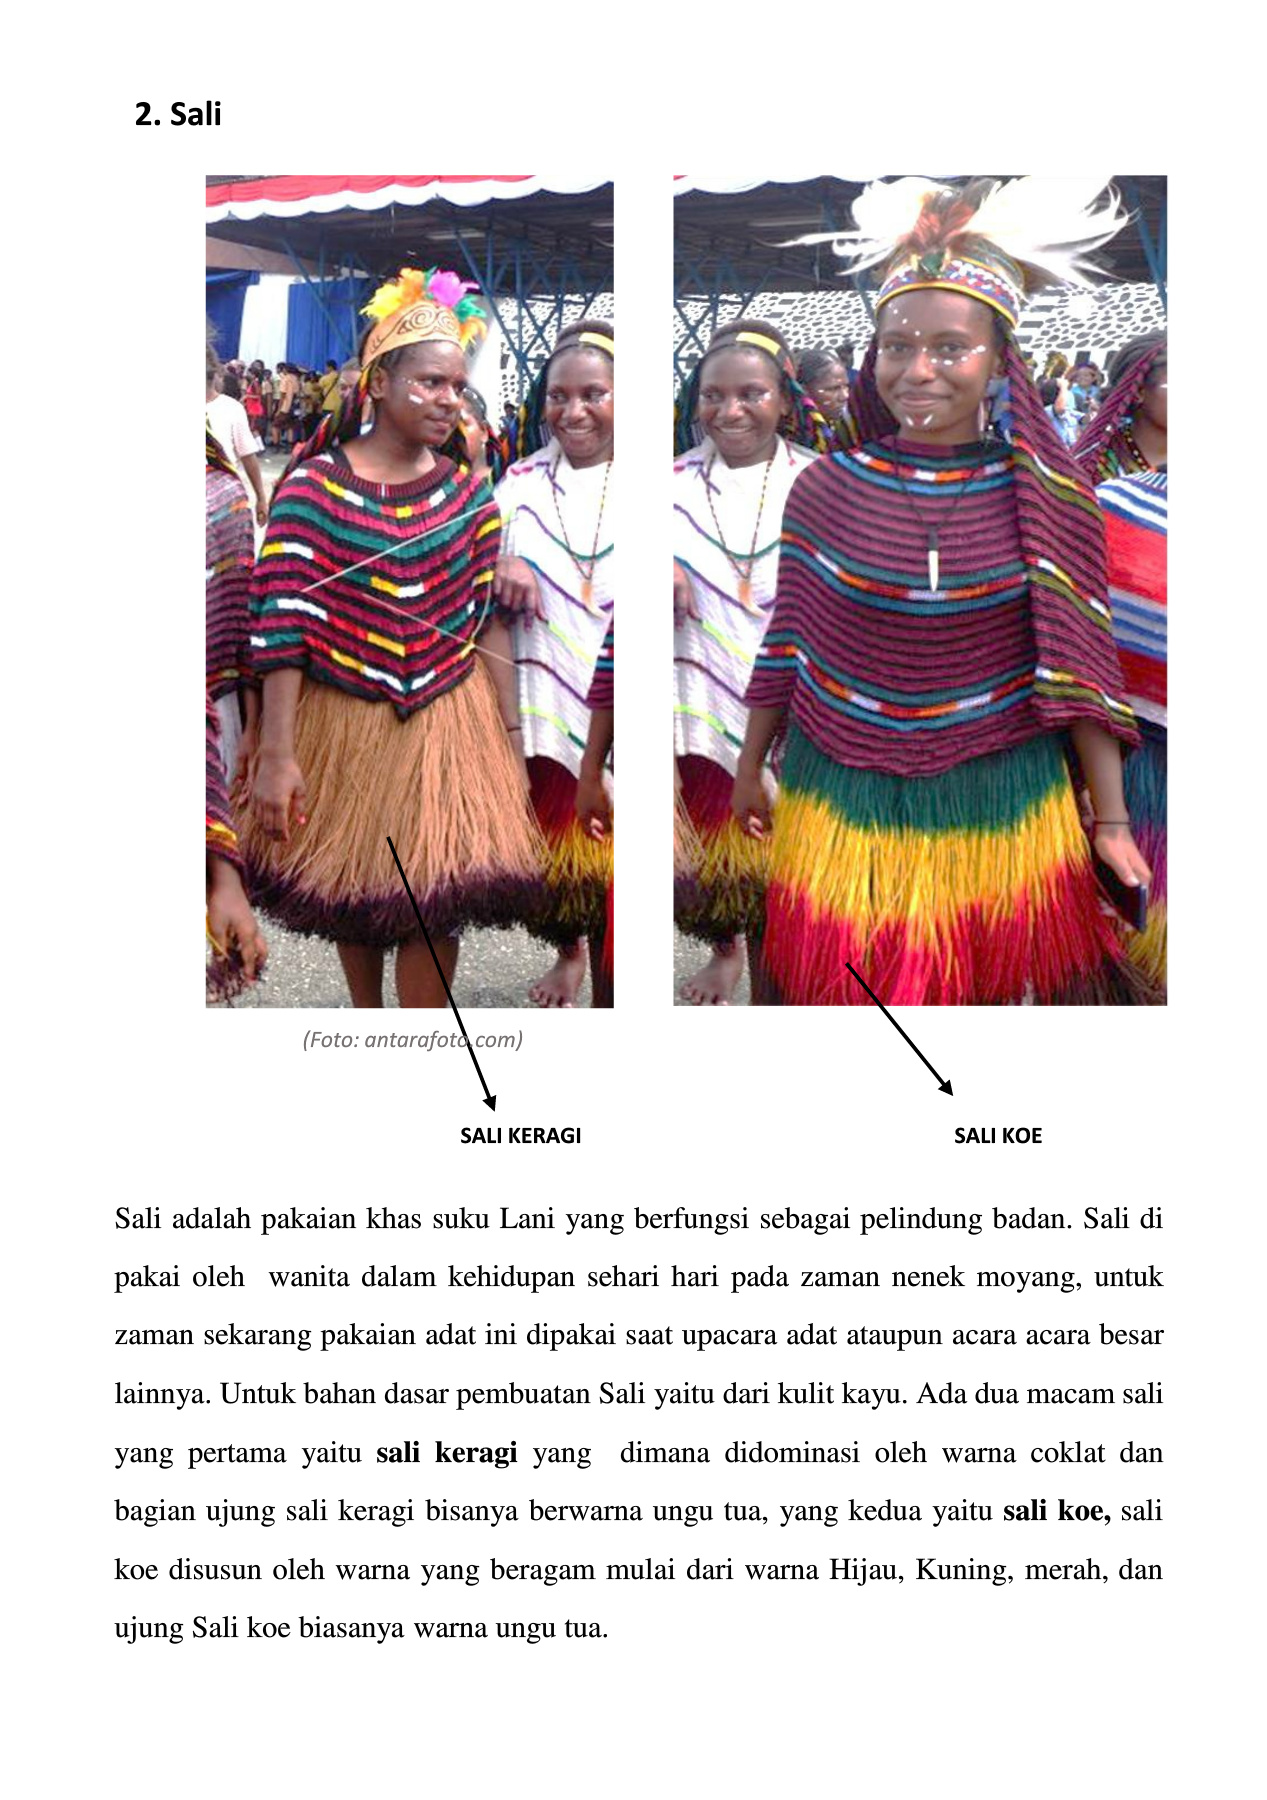 2. Sali
(Foto: antarafoto.com)
SALI KERAGI
SALI KOE
Sali adalah pakaian khas suku Lani yang berfungsi sebagai pelindung badan. Sali di
pakai oleh  wanita dalam kehidupan sehari hari pada zaman nenek moyang, untuk
zaman sekarang pakaian adat ini dipakai saat upacara adat ataupun acara acara besar
lainnya. Untuk bahan dasar pembuatan Sali yaitu dari kulit kayu. Ada dua macam sali
yang pertama yaitu sali keragi yang  dimana didominasi oleh warna coklat dan
bagian ujung sali keragi bisanya berwarna ungu tua, yang kedua yaitu sali koe, sali
koe disusun oleh warna yang beragam mulai dari warna Hijau, Kuning, merah, dan
ujung Sali koe biasanya warna ungu tua.